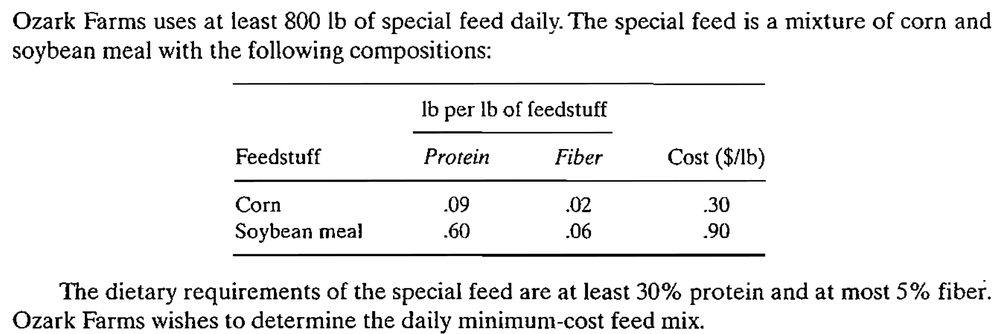 Ozark Farms uses at least 800 lb of special feed daily. The special feed is a mixture of corn and
soybean meal with the following compositions:
lb per lb of feedstuff
Feedstuff Protein Fiber Cost ($/lb)
Corn .09 .02 .30
Soybean meal .60 .06 .90
The dietary requirements of the special feed are at least 30% protein and at most 5% fiber.
Ozark Farms wishes to determine the daily minimum-cost feed mix.